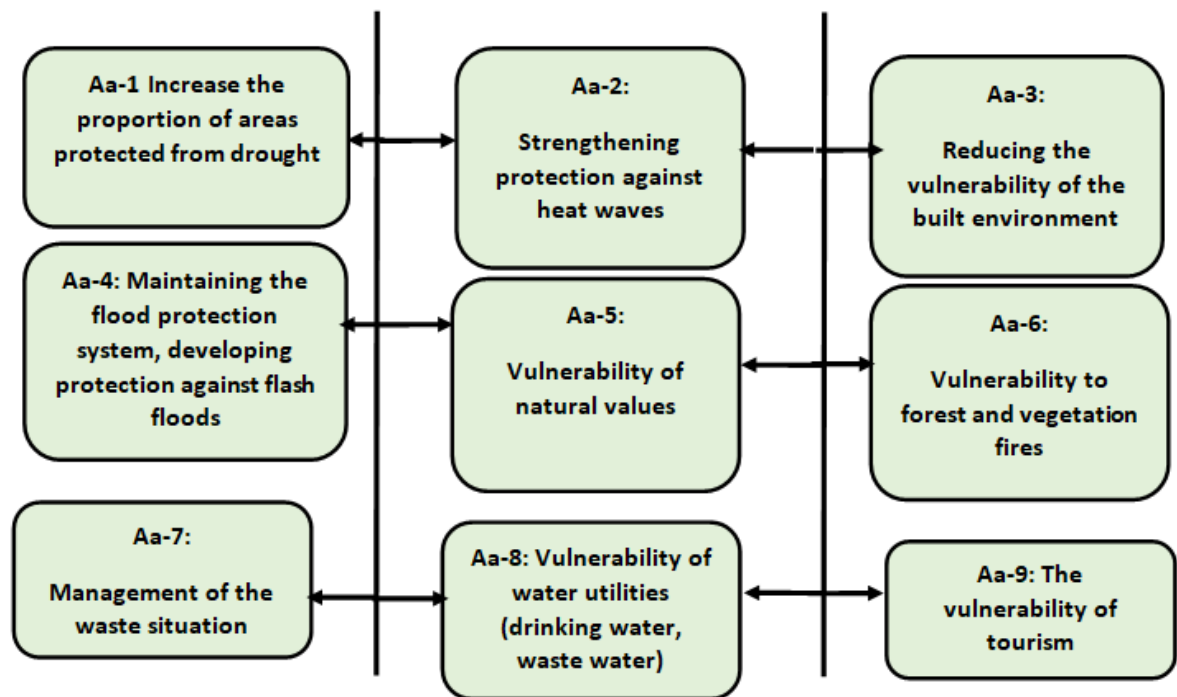 Aa-1 Increase the
proportion of areas
protected from drought
Aa-2:
Strengthening
protection against
heat waves
Aa-3:
Reducing the
vulnerability of the
built environment
Aa-4: Maintaining the
flood protection
system, developing
protection against flash
floods
Aa-5:
Vulnerability of
natural values
Aa-6:
Vulnerability to
forest and vegetation
fires
Aa-7:
Management of the
waste situation
Aa-8: Vulnerability of
water utilities
(drinking water,
waste water)
Aa-9: The
vulnerability of
tourism